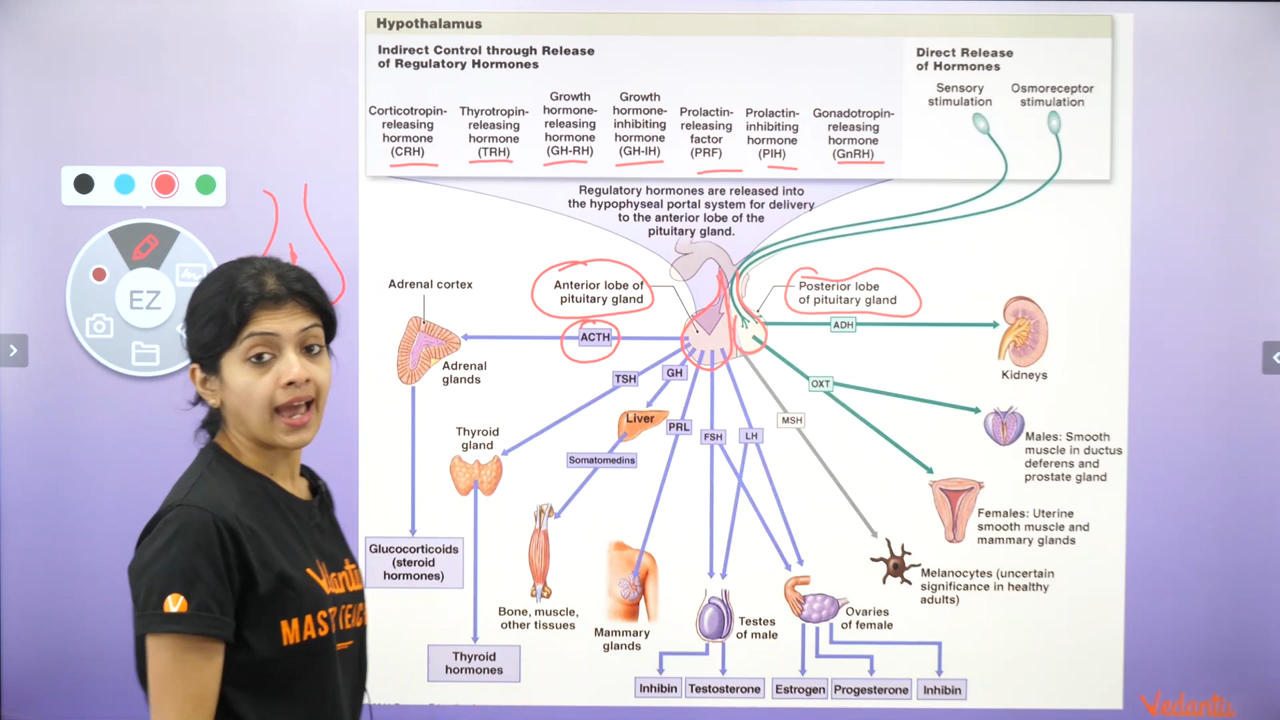 Hypothalamus
Indirect Control through Release
of Regulatory Hormones
Direct Release
of Hormones
Corticotropin-
releasing
hormone
(CRH)
Thyrotropin-
releasing
hormone
(TRH)
Growth
hormone-
releasing
hormone
(GH-RH)
Growth
hormone-
inhibiting
hormone
(GH-IH)
Prolactin-
releasing
factor
(PRF)
Prolactin-
inhibiting
hormone
(PIH)
Gonadotropin-
releasing
hormone
(GnRH)
Sensory
stimulation
Osmoreceptor
stimulation
Regulatory hormones are released into
the hypophyseal portal system for delivery
to the anterior lobe of the
pituitary gland.
EZ
Adrenal cortex
Anterior lobe of
pituitary gland
Posterior lobe
of pituitary gland
ACTH
ADH
Adrenal
glands
Kidneys
TSH
GH
OXT
Liver
MSH
PRL
FSH
LH
Thyroid
gland
Somatomedins
Males: Smooth
muscle in ductus
deferens and
prostate gland
Females: Uterine
smooth muscle and
mammary glands
Glucocorticoids
(steroid
hormones)
Melanocytes (uncertain
significance in healthy
adults)
Bone, muscle,
other tissues
Mammary
glands
Testes
of male
Ovaries
of female
Thyroid
hormones
Inhibin
Testosterone
Estrogen
Progesterone
Inhibin
Vedantu